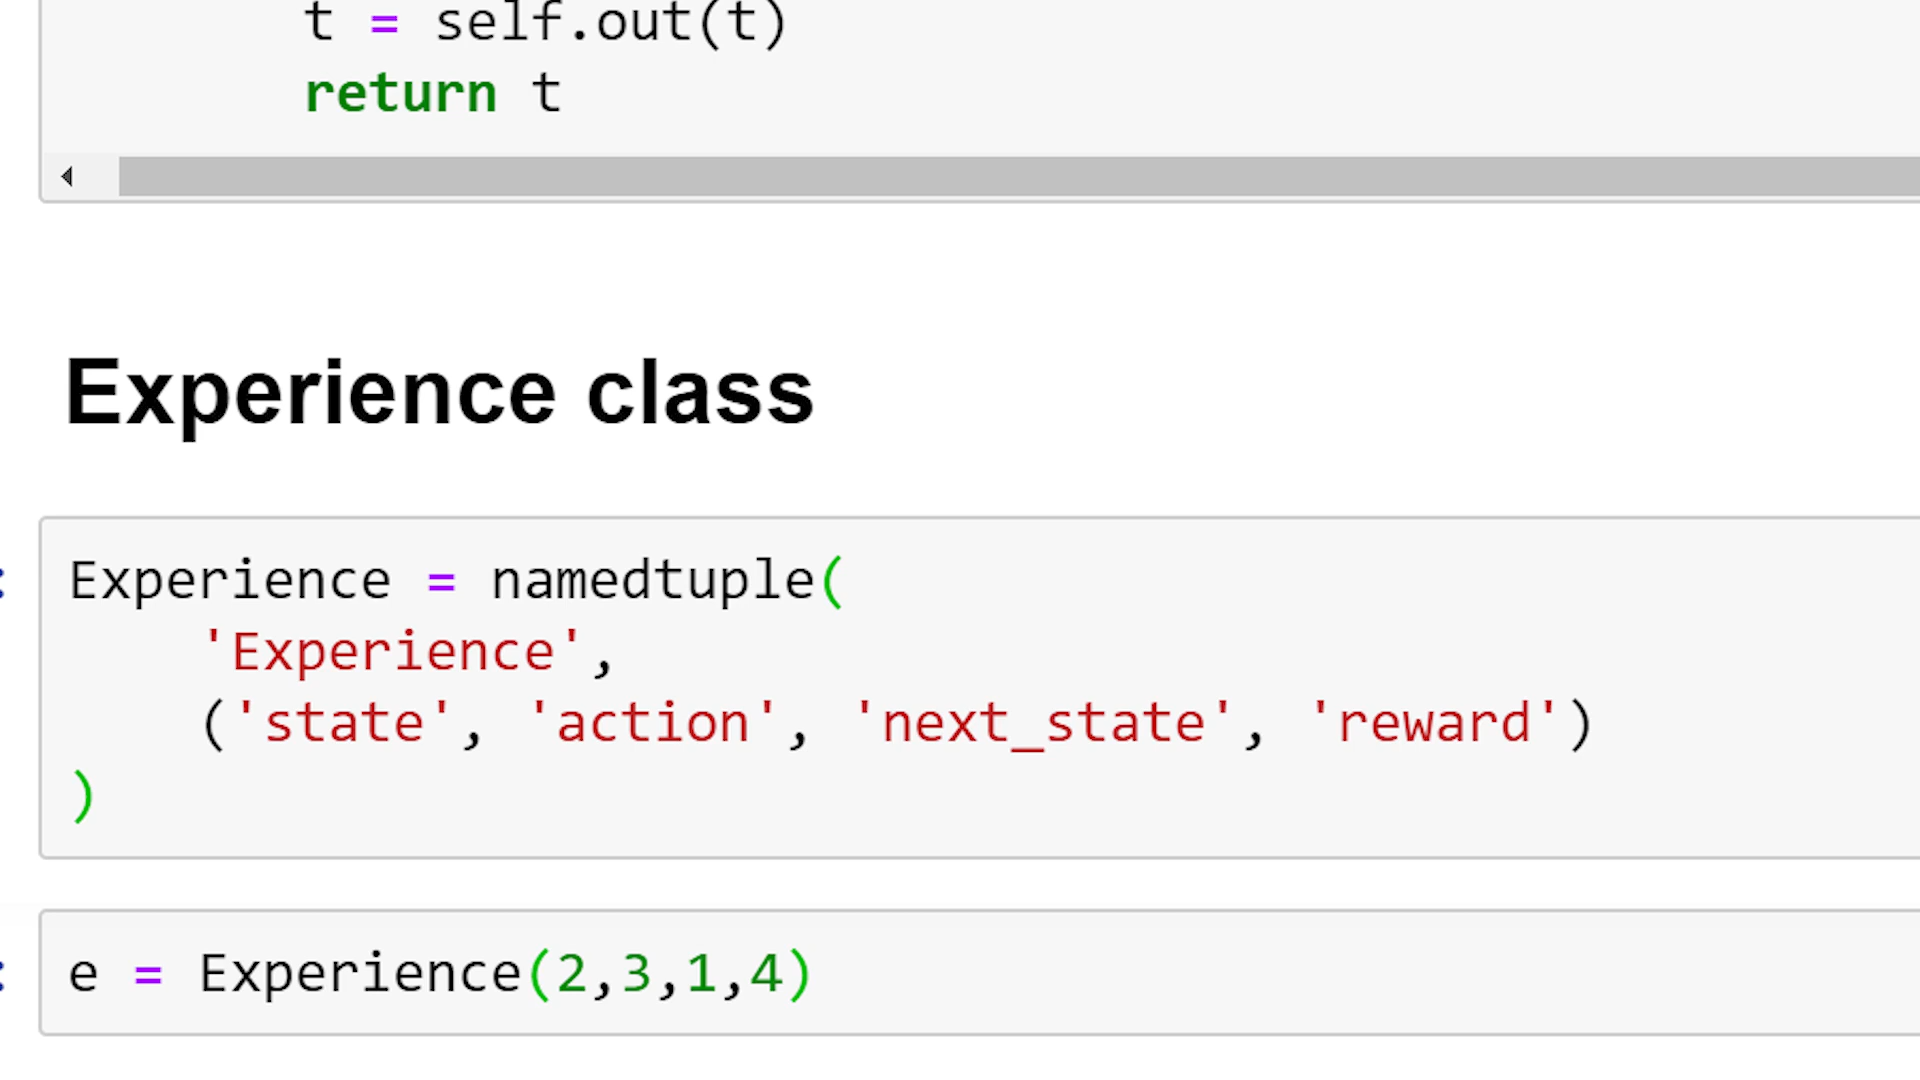 t = self.out(t)
return t
Experience class
Experience = namedtuple(
'Experience',
('state', 'action', 'next_state', 'reward')
)
e = Experience(2,3,1,4)